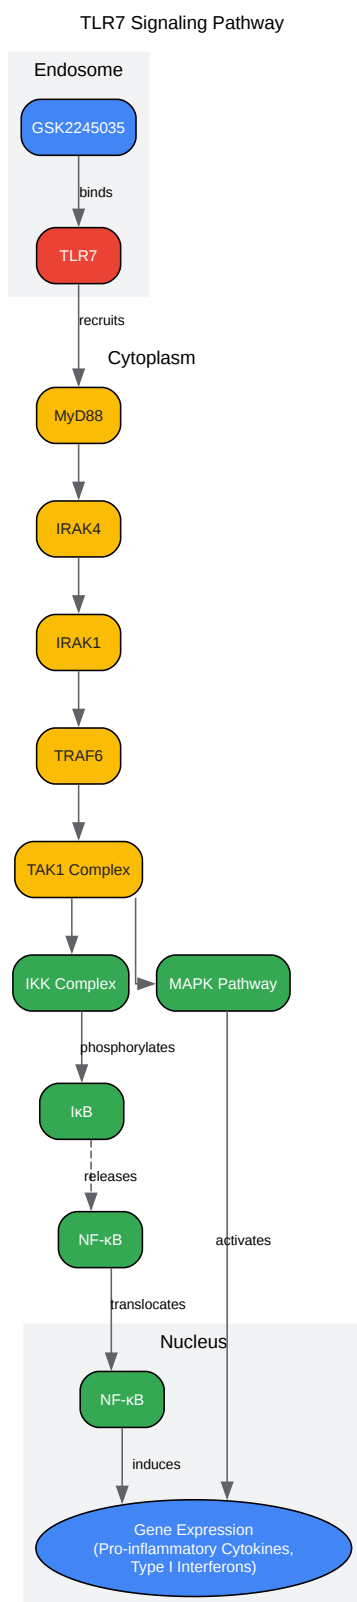 TLR7 Signaling Pathway
Endosome
GSK2245035
binds
TLR7
recruits
Cytoplasm
MyD88
IRAK4
IRAK1
TRAF6
TAK1 Complex
IKK Complex
MAPK Pathway
phosphorylates
IκB
releases
NF-κB
activates
translocates
Nucleus
NF-κB
induces
Gene Expression
(Pro-inflammatory Cytokines,
Type I Interferons)